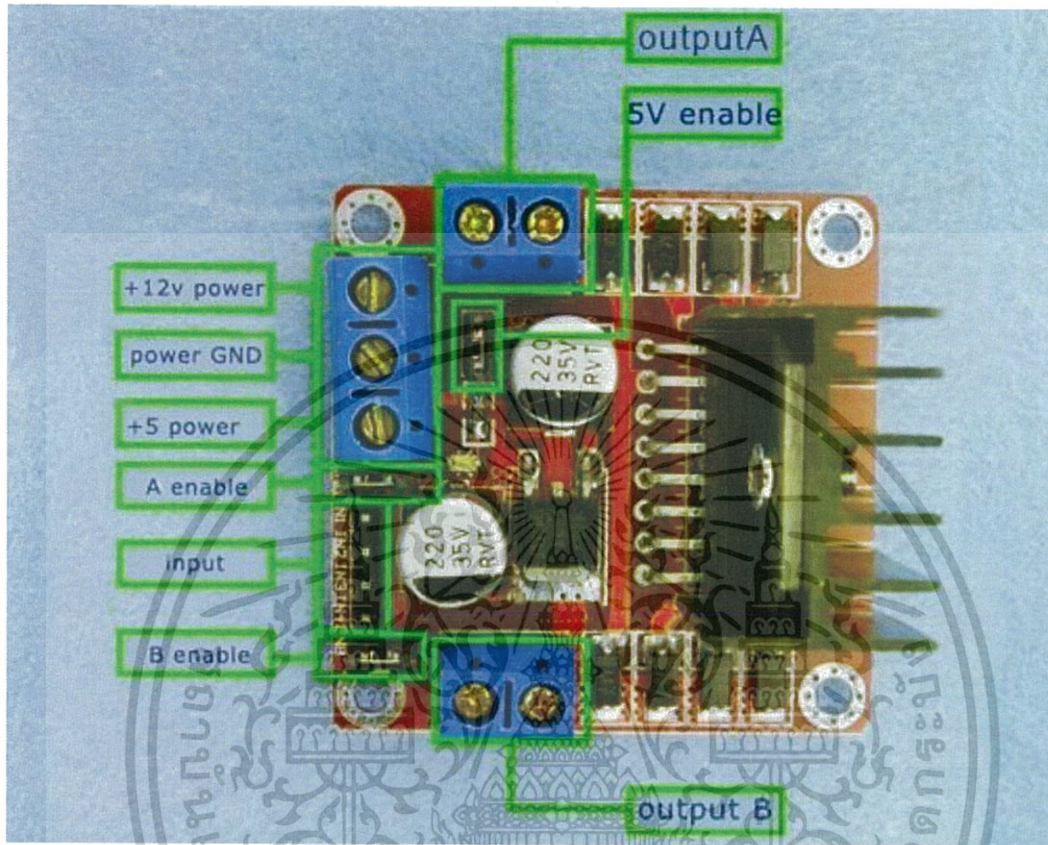 outputA
5V enable
+12v power
power GND
+5 power
A enable
input
B enable
220
35V
RVT
220
35V
RVT
output B